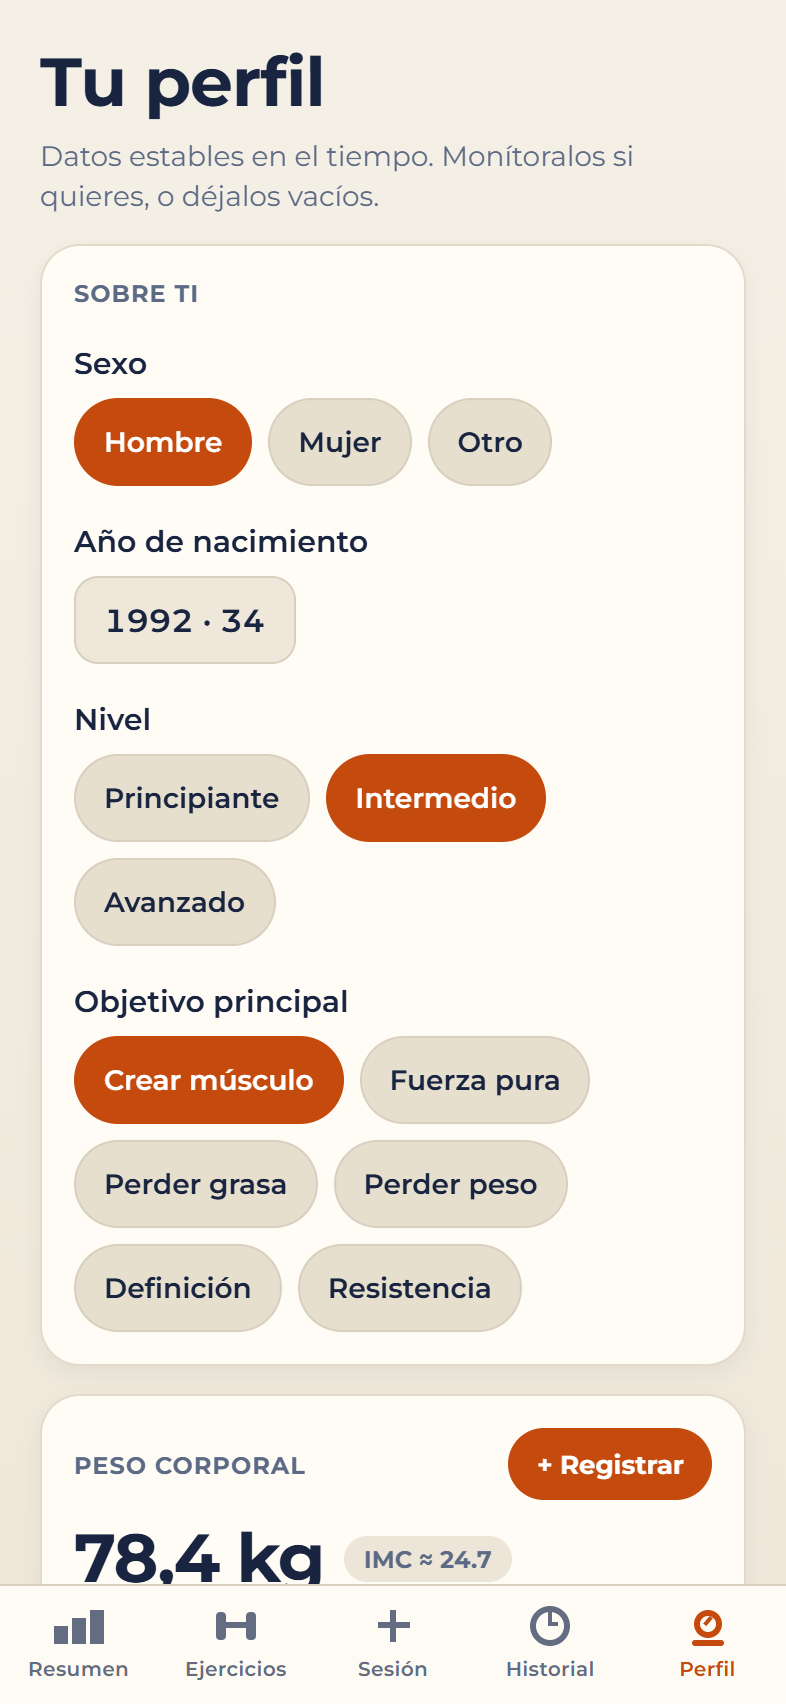 Tu perfil
Datos estables en el tiempo. Monítoralos si
quieres, o déjalos vacíos.
SOBRE TI
Sexo
Hombre Mujer Otro
Año de nacimiento
1992 · 34
Nivel
Principiante Intermedio
Avanzado
Objetivo principal
Crear músculo Fuerza pura
Perder grasa Perder peso
Definición Resistencia
PESO CORPORAL + Registrar
78,4 kg IMC ≈ 24.7
Resumen Ejercicios Sesión Historial Perfil